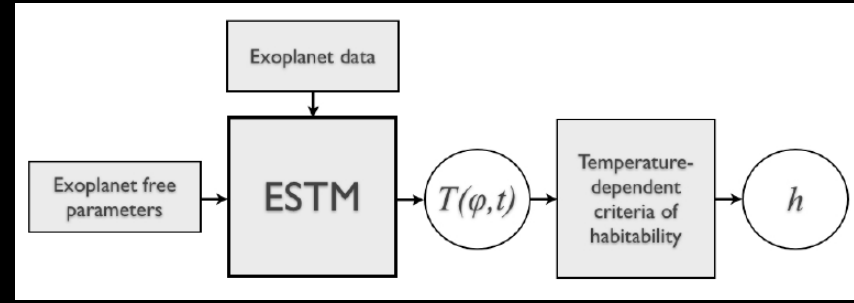 Exoplanet data
Exoplanet free
parameters
ESTM
T(φ,t)
Temperature-
dependent
criteria of
habitability
h